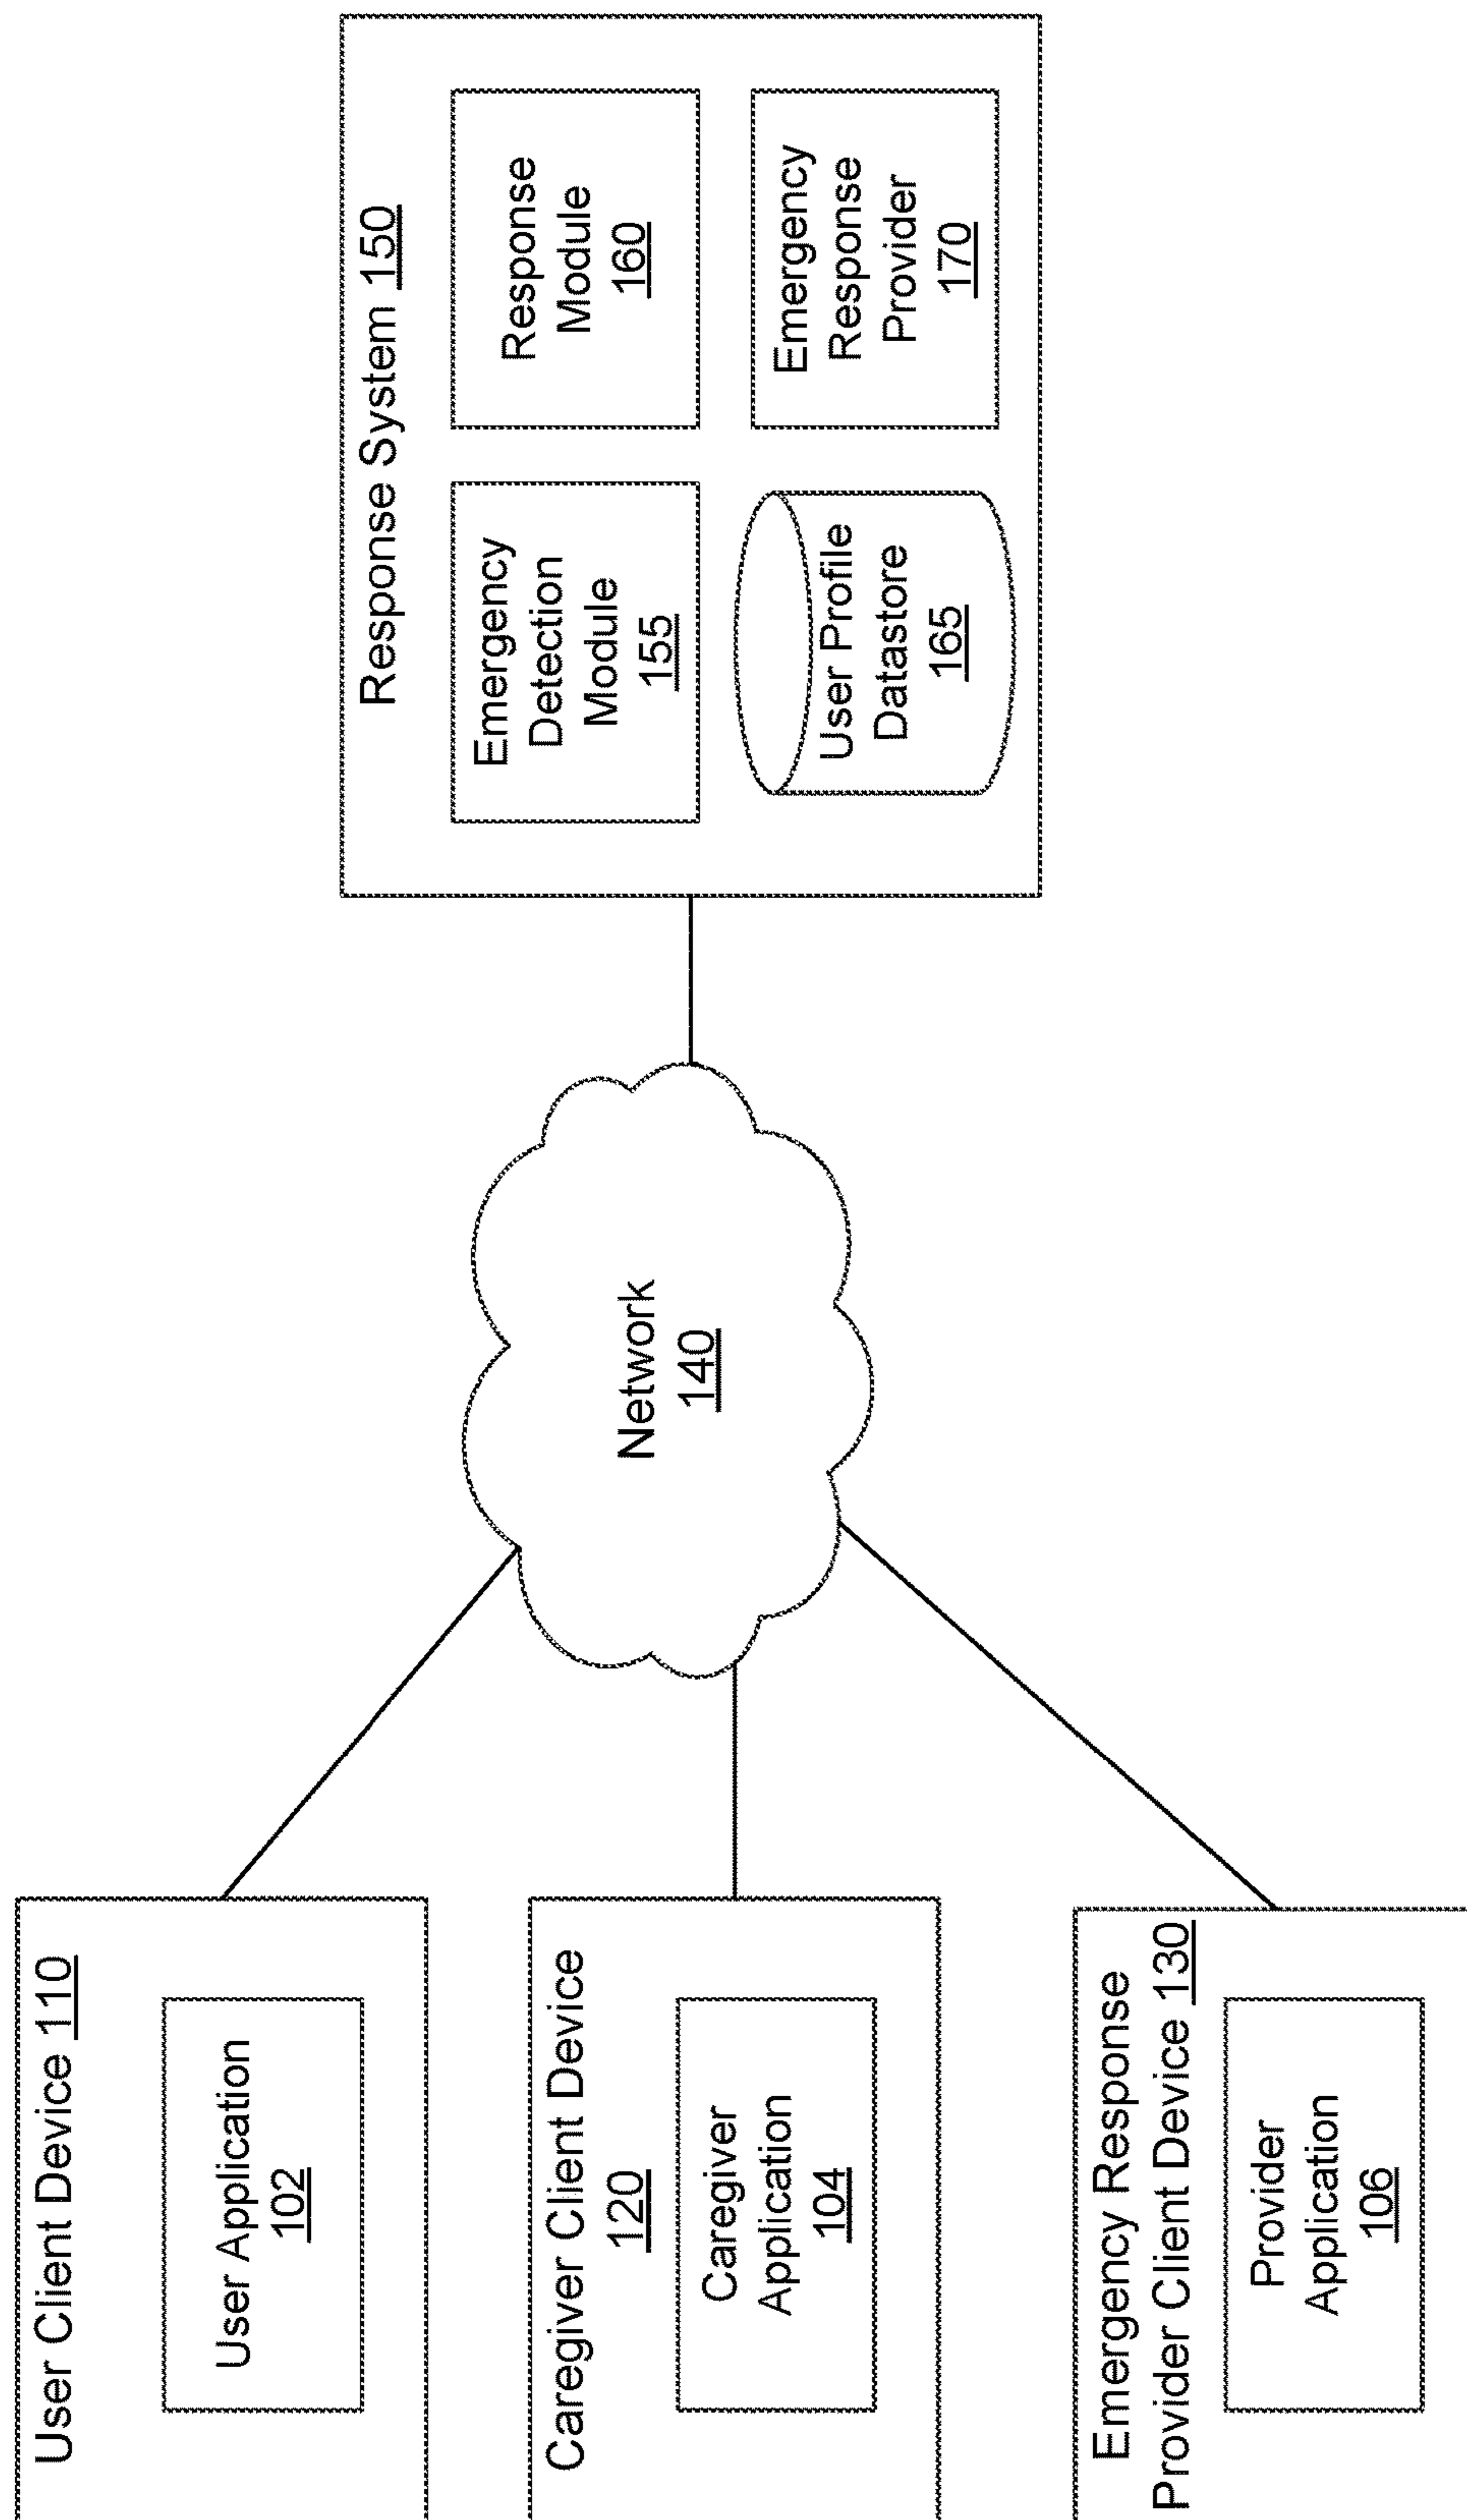 User Client Device 110
User Application
102
Caregiver Client Device
120
Caregiver
Application
104
Emergency Response
Provider Client Device 130
Provider
Application
106
Network
140
Response System 150
Emergency
Detection
Module
155
Response
Module
160
User Profile
Datastore
165
Emergency
Response
Provider
170